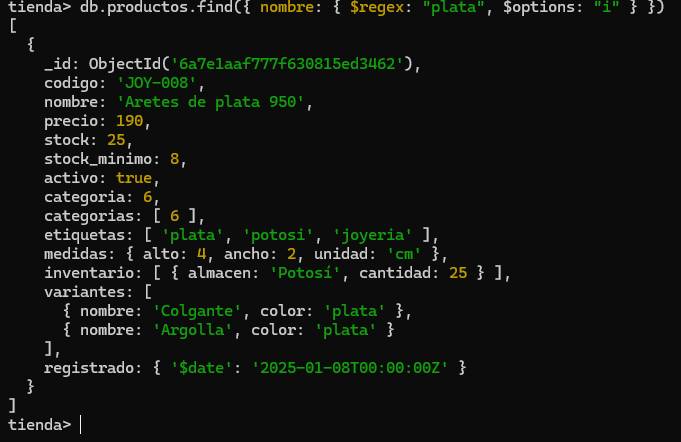 tienda> db.productos.find({ nombre: { $regex: "plata", $options: "i" } })
[
  {
    _id: ObjectId('6a7e1aaf777f630815ed3462'),
    codigo: 'JOY-008',
    nombre: 'Aretes de plata 950',
    precio: 190,
    stock: 25,
    stock_minimo: 8,
    activo: true,
    categoria: 6,
    categorias: [ 6 ],
    etiquetas: [ 'plata', 'potosi', 'joyeria' ],
    medidas: { alto: 4, ancho: 2, unidad: 'cm' },
    inventario: [ { almacen: 'Potosí', cantidad: 25 } ],
    variantes: [
      { nombre: 'Colgante', color: 'plata' },
      { nombre: 'Argolla', color: 'plata' }
    ],
    registrado: { '$date': '2025-01-08T00:00:00Z' }
  }
]
tienda>